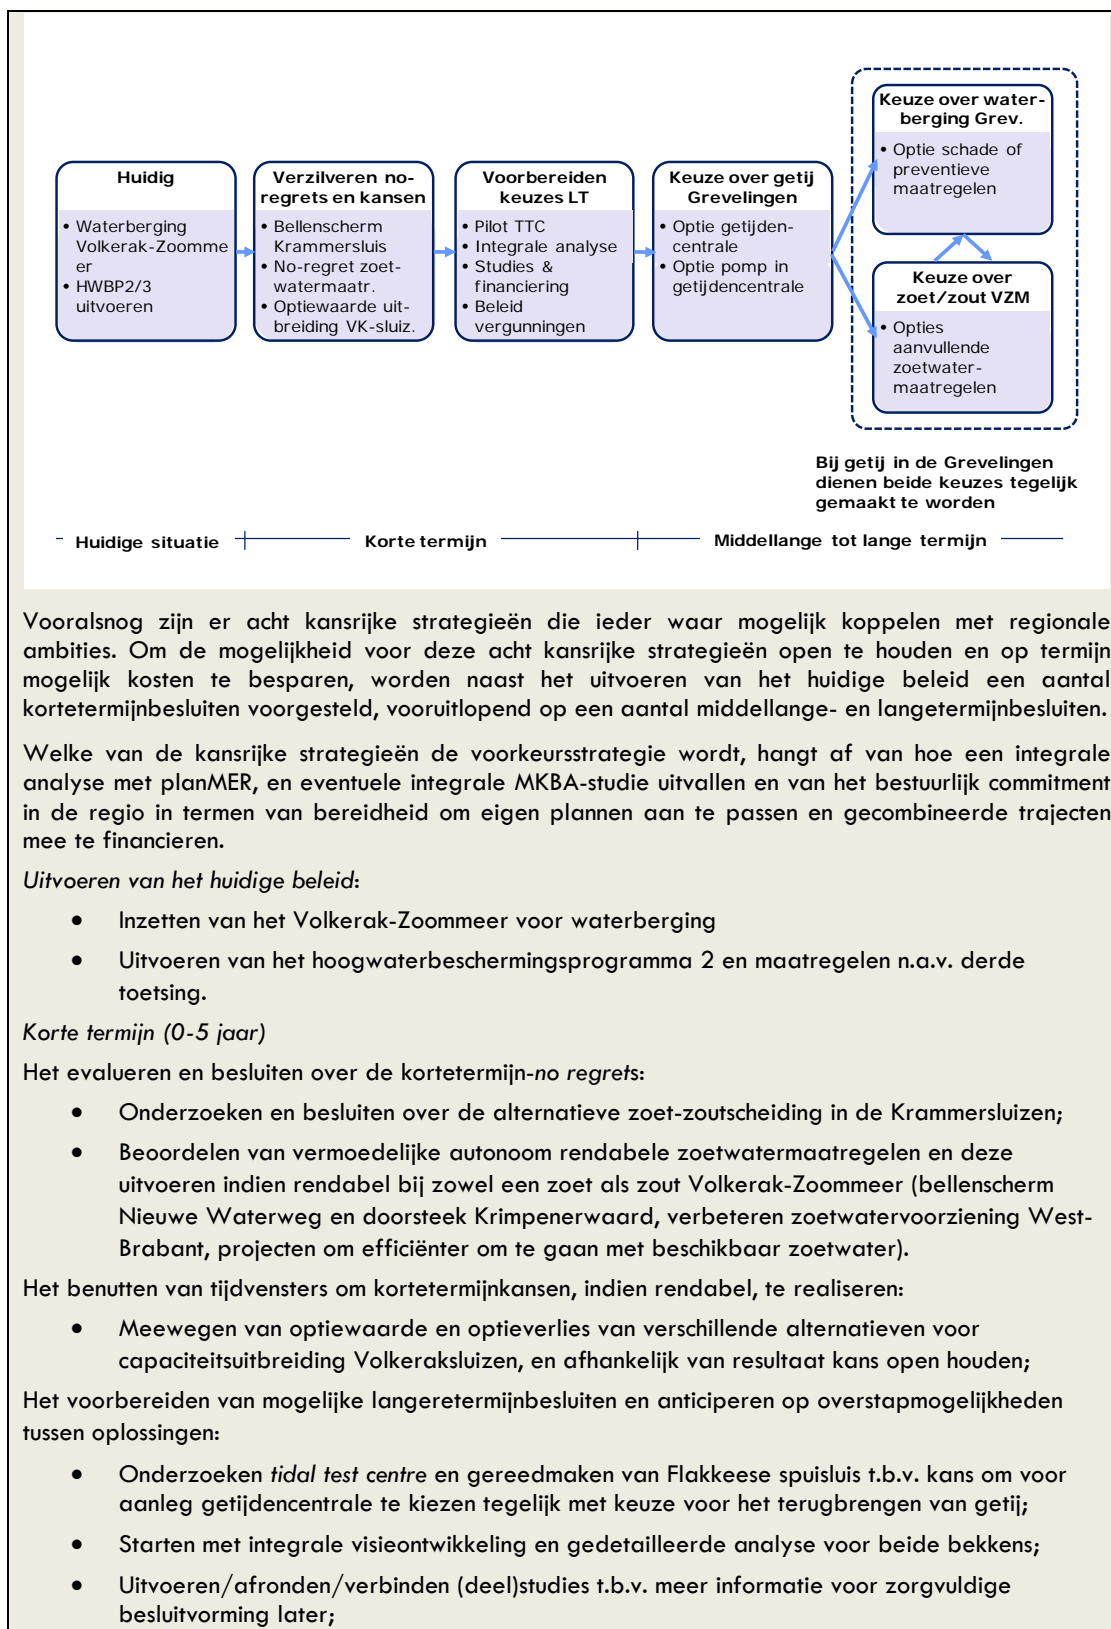 Huidig
• Waterberging
Volkerak-Zoomme
er
• HWBP2/3
uitvoeren
Verzilveren no-
regrets en kansen
• Bellenscherm
Krammersluis
• No-regret zoet-
watermaatr.
• Optiewaarde uit-
breiding VK-sluiz.
Voorbereiden
keuzes LT
• Pilot TTC
• Integrale analyse
• Studies &
financiering
• Beleid
vergunningen
Keuze over getij
Grevelingen
• Optie getijden-
centrale
• Optie pomp in
getijdencentrale
Keuze over water-
berging Grev.
• Optie schade of
preventieve
maatregelen
Keuze over
zoet/zout VZM
• Opties
aanvullende
zoetwater-
maatregelen
Bij getij in de Grevelingen
dienen beide keuzes tegelijk
gemaakt te worden
Huidige situatie
Korte termijn
Middellange tot lange termijn
Vooralsnog zijn er acht kansrijke strategieën die ieder waar mogelijk koppelen met regionale
ambities. Om de mogelijkheid voor deze acht kansrijke strategieën open te houden en op termijn
mogelijk kosten te besparen, worden naast het uitvoeren van het huidige beleid een aantal
kortetermijnbesluiten voorgesteld, vooruitlopend op een aantal middellange- en langetermijnbesluiten.
Welke van de kansrijke strategieën de voorkeursstrategie wordt, hangt af van hoe een integrale
analyse met planMER, en eventuele integrale MKBA-studie uitvallen en van het bestuurlijk commitment
in de regio in termen van bereidheid om eigen plannen aan te passen en gecombineerde trajecten
mee te financieren.
Uitvoeren van het huidige beleid:
• Inzetten van het Volkerak-Zoommeer voor waterberging
• Uitvoeren van het hoogwaterbeschermingsprogramma 2 en maatregelen n.a.v. derde
toetsing.
Korte termijn (0-5 jaar)
Het evalueren en besluiten over de kortetermijn-no regrets:
• Onderzoeken en besluiten over de alternatieve zoet-zoutscheiding in de Krammersluizen;
• Beoordelen van vermoedelijke autonoom rendabele zoetwatermaatregelen en deze
uitvoeren indien rendabel bij zowel een zoet als zout Volkerak-Zoommeer (bellenscherm
Nieuwe Waterweg en doorsteek Krimpenerwaard, verbeteren zoetwatervoorziening West-
Brabant, projecten om efficiënter om te gaan met beschikbaar zoetwater).
Het benutten van tijdvensters om kortetermijnkansen, indien rendabel, te realiseren:
• Meewegen van optiewaarde en optieverlies van verschillende alternatieven voor
capaciteitsuitbreiding Volkeraksluizen, en afhankelijk van resultaat kans open houden;
Het voorbereiden van mogelijke langeretermijnbesluiten en anticiperen op overstapmogelijkheden
tussen oplossingen:
• Onderzoeken tidal test centre en gereedmaken van Flakkeese spuisluis t.b.v. kans om voor
aanleg getijdencentrale te kiezen tegelijk met keuze voor het terugbrengen van getij;
• Starten met integrale visieontwikkeling en gedetailleerde analyse voor beide bekkens;
• Uitvoeren/afronden/verbinden (deel)studies t.b.v. meer informatie voor zorgvuldige
besluitvorming later;